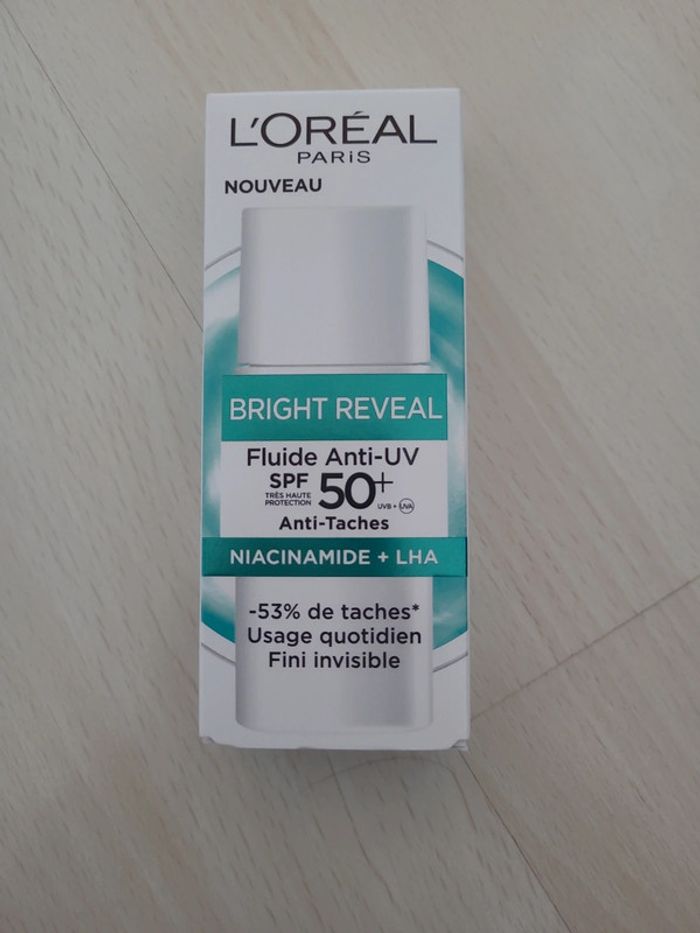 L'ORÉAL
PARIS
NOUVEAU
BRIGHT REVEAL
Fluide Anti-UV
SPF 50+
TRÈS HAUTE
PROTECTION
UVB + UVA
Anti-Taches
NIACINAMIDE + LHA
-53% de taches*
Usage quotidien
Fini invisible